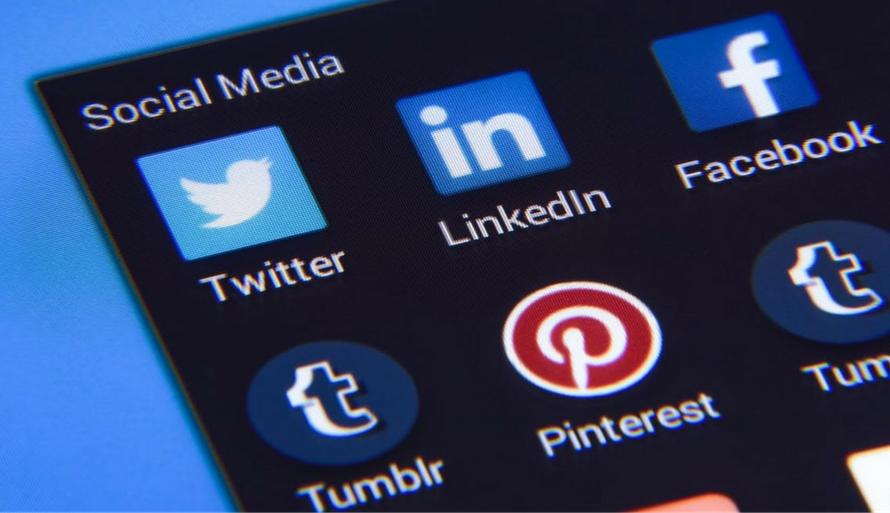 Social Media
Twitter
LinkedIn
Facebook
Tumblr
Pinterest
Tum